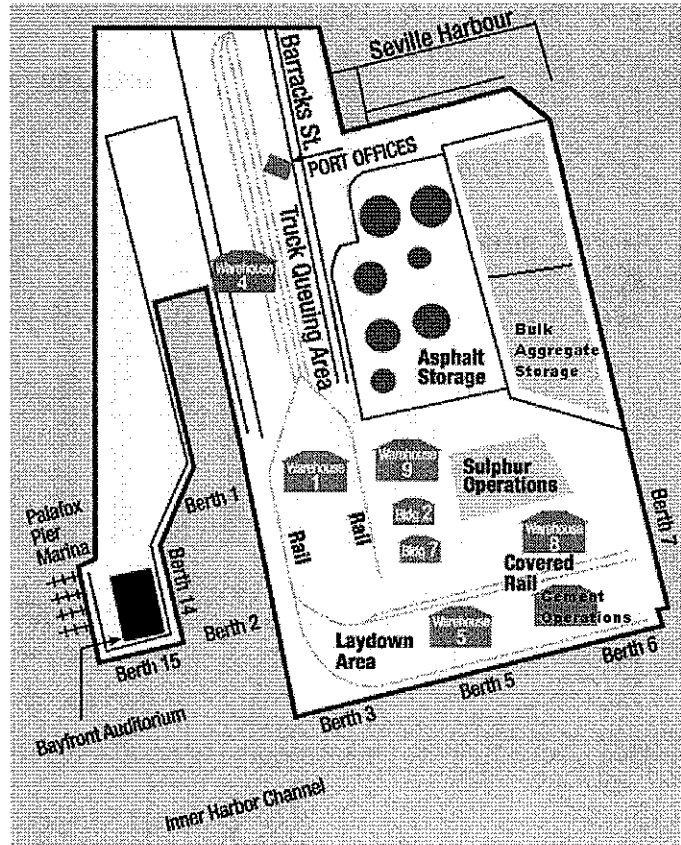 Seville Harbour
Barracks St.
PORT OFFICES
Truck Queuing Area
Warehouse
4
Asphalt
Storage
Bulk
Aggregate
Storage
Warehouse
1
Warehouse
9
Sulphur
Operations
Bldg 2
Bldg 7
Warehouse
8
Covered
Rail
Rail
Rail
Berth 1
Berth 7
Palafox
Pier
Marina
Berth 14
Berth 2
Cement
Operations
Warehouse
5
Laydown
Area
Berth 15
Berth 6
Berth 5
Berth 3
Bayfront Auditorium
Inner Harbor Channel